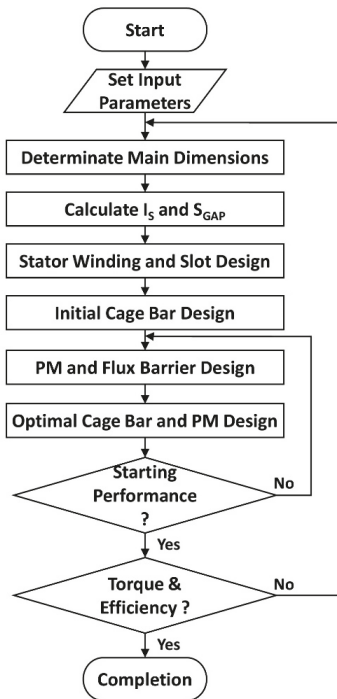 Start
Set Input
Parameters
Determinate Main Dimensions
Calculate I_S and S_GAP
Stator Winding and Slot Design
Initial Cage Bar Design
PM and Flux Barrier Design
Optimal Cage Bar and PM Design
Starting
Performance
?
No
Yes
Torque &
Efficiency ?
No
Yes
Completion